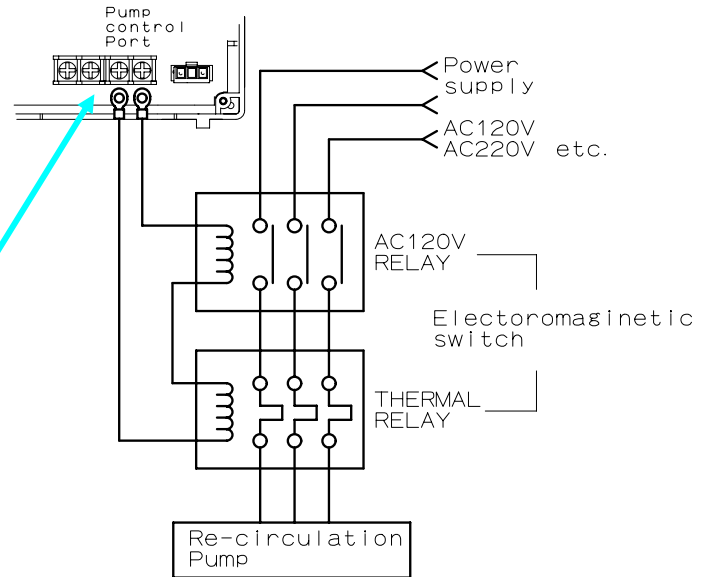 Pump
control
Port
Power
supply
AC120V
AC220V etc.
AC120V
RELAY
Electoromaginetic
switch
THERMAL
RELAY
Re-circulation
Pump